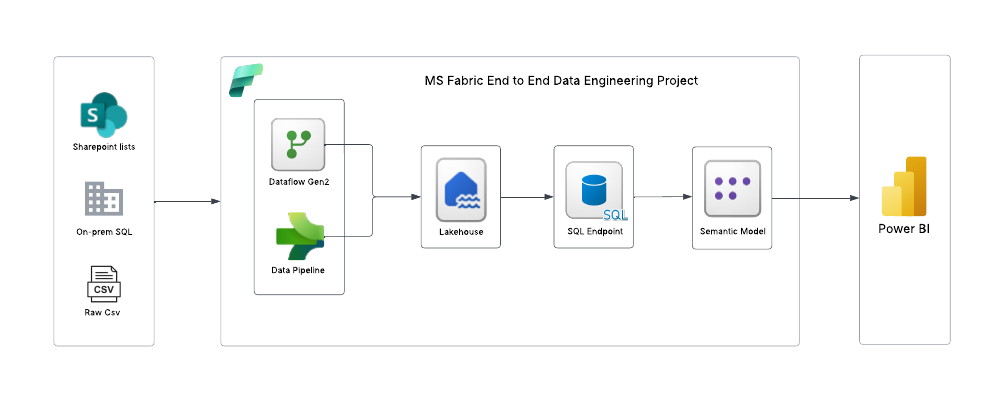 MS Fabric End to End Data Engineering Project
S
Sharepoint lists
On-prem SQL
CSV
Raw Csv
Dataflow Gen2
Data Pipeline
Lakehouse
SQL
SQL Endpoint
Semantic Model
Power BI